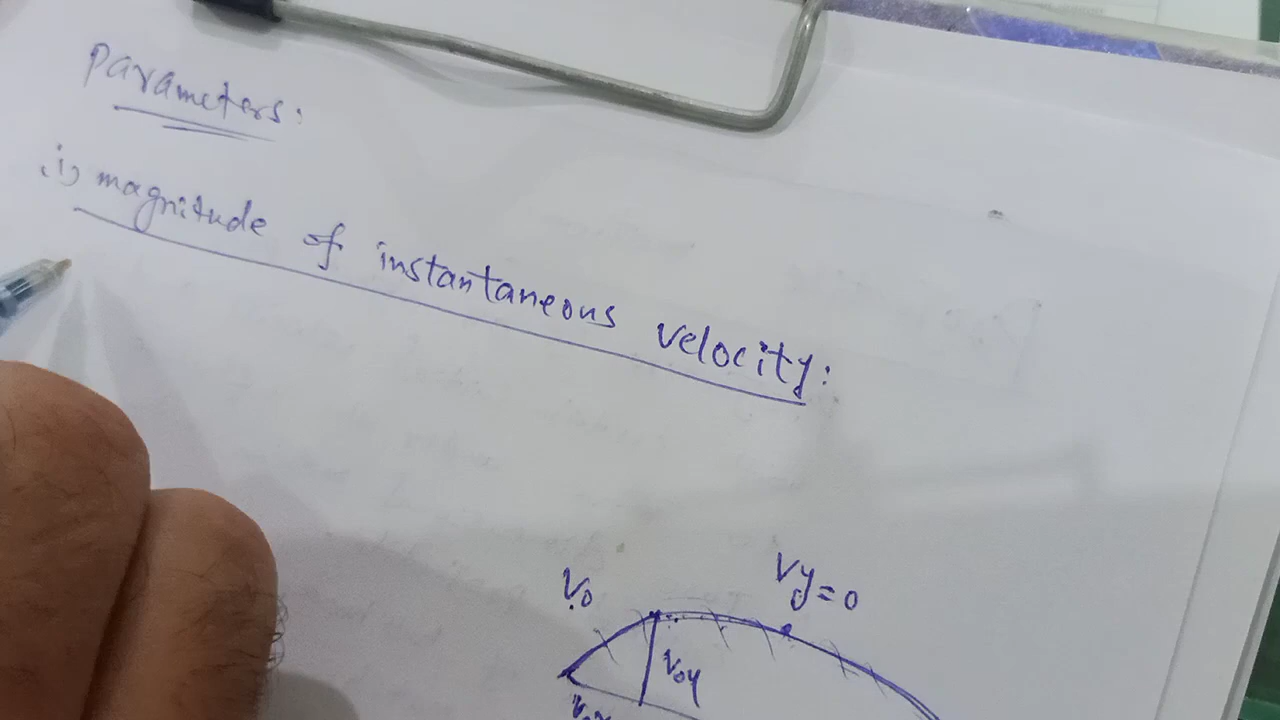 Parameters:
i) magnitude of instantaneous velocity:
Vy=0
V0
V0y